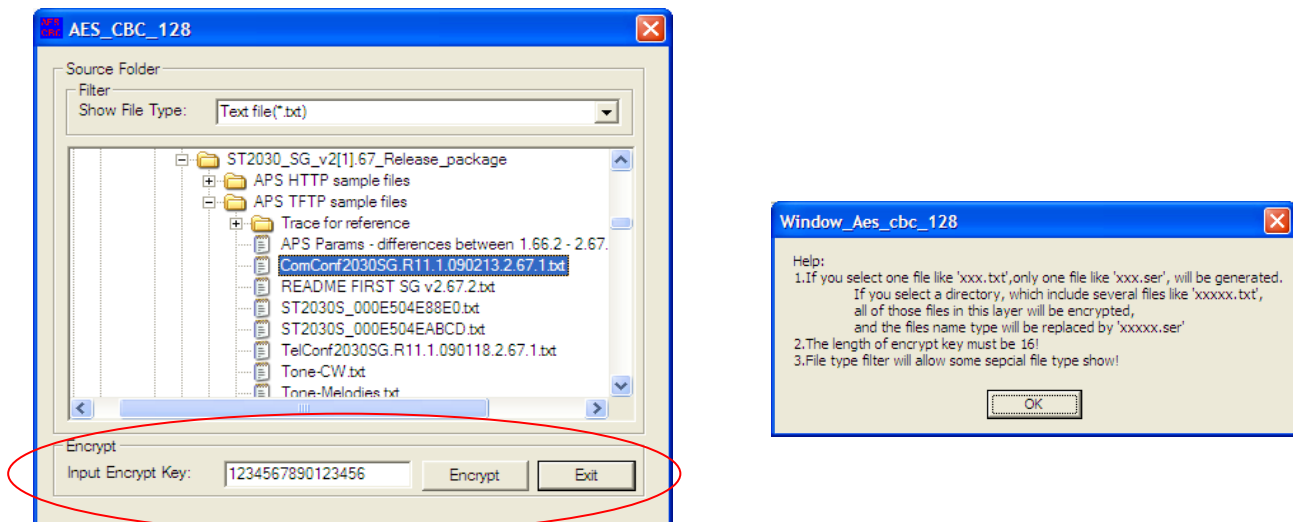 AES CBC AES_CBC_128
Source Folder
Filter
Show File Type: Text file(*.txt)
ST2030_SG_v2[1].67_Release_package
APS HTTP sample files
APS TFTP sample files
Trace for reference
APS Params - differences between 1.66.2 - 2.67.
ComConf2030SG.R11.1.090213.2.67.1.txt
README FIRST SG v2.67.2.txt
ST2030S_000E504E88E0.txt
ST2030S_000E504EABCD.txt
TelConf2030SG.R11.1.090118.2.67.1.txt
Tone-CW.txt
Tone-Melodies.txt
Encrypt
Input Encrypt Key: 1234567890123456 Encrypt Exit
Window_Aes_cbc_128
Help:
1.If you select one file like 'xxx.txt',only one file like 'xxx.ser', will be generated.
If you select a directory, which include several files like 'xxxxx.txt',
all of those files in this layer will be encrypted,
and the files name type will be replaced by 'xxxxx.ser'
2.The length of encrypt key must be 16!
3.File type filter will allow some sepcial file type show!
OK